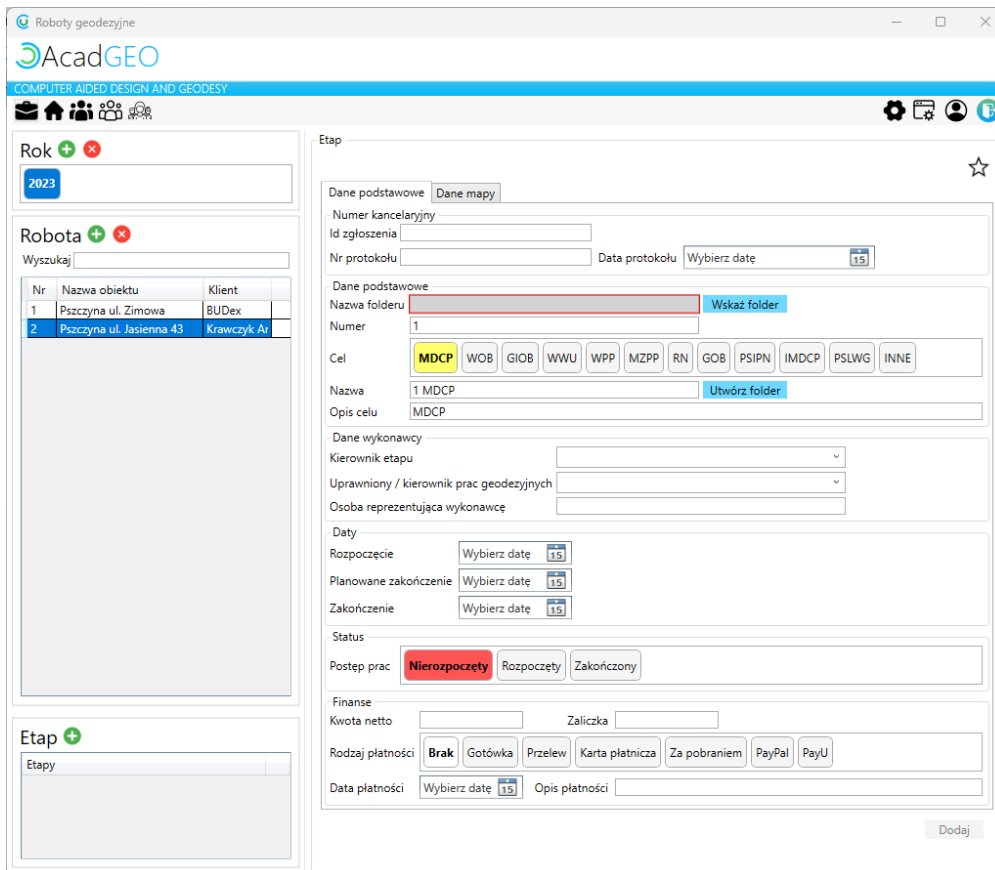 Roboty geodezyjne
AcadGEO
COMPUTER AIDED DESIGN AND GEODESY
Rok
2023
Robota
Wyszukaj
Nr Nazwa obiektu Klient
1 Pszczyna ul. Zimowa BUDex
2 Pszczyna ul. Jasienna 43 Krawczyk Ar
Etap
Etapy
Etap
Dane podstawowe Dane mapy
Numer kancelaryjny
Id zgłoszenia
Nr protokołu Data protokołu Wybierz datę 15
Dane podstawowe
Nazwa folderu Wskaż folder
Numer 1
Cel MDCP WOB GIOB WWU WPP MZPP RN GOB PSIPN IMDCP PSLWG INNE
Nazwa 1 MDCP Utwórz folder
Opis celu MDCP
Dane wykonawcy
Kierownik etapu
Uprawniony / kierownik prac geodezyjnych
Osoba reprezentująca wykonawcę
Daty
Rozpoczęcie Wybierz datę 15
Planowane zakończenie Wybierz datę 15
Zakończenie Wybierz datę 15
Status
Postęp prac Nierozpoczęty Rozpoczęty Zakończony
Finanse
Kwota netto Zaliczka
Rodzaj płatności Brak Gotówka Przelew Karta płatnicza Za pobraniem PayPal PayU
Data płatności Wybierz datę 15 Opis płatności
Dodaj